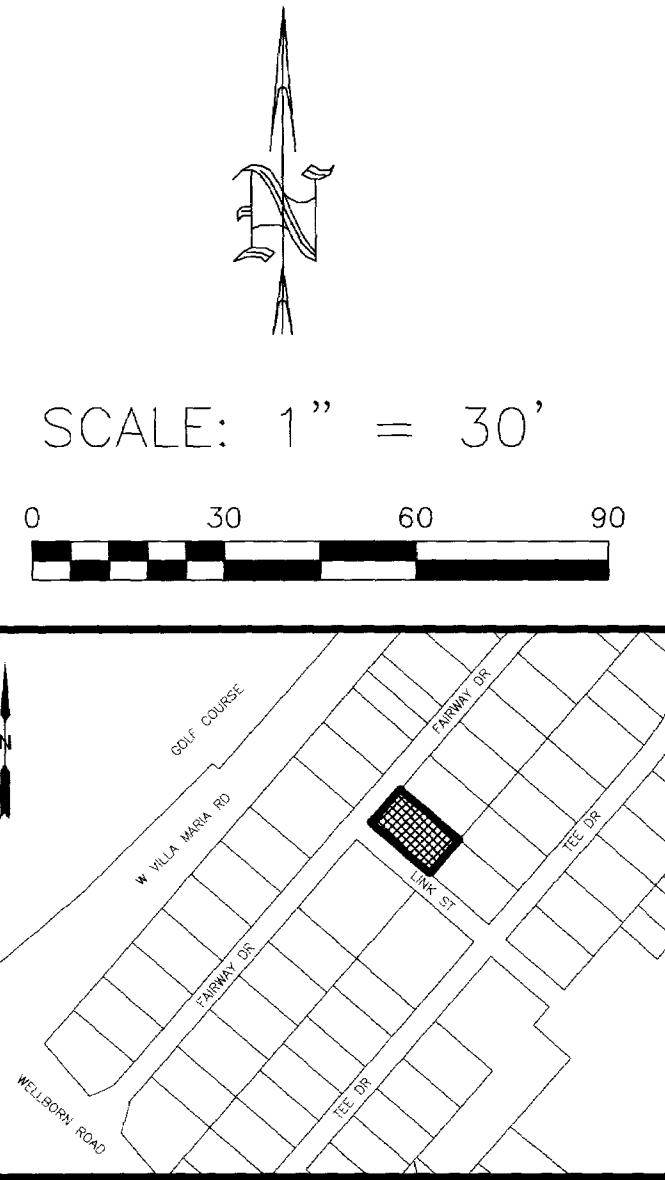 N
SCALE: 1" = 30'
0 30 60 90
N
GOLF COURSE
FAIRWAY DR
W VILLA MARIA RD
TEE DR
LINK ST
FAIRWAY DR
TEE DR
WELLBORN ROAD